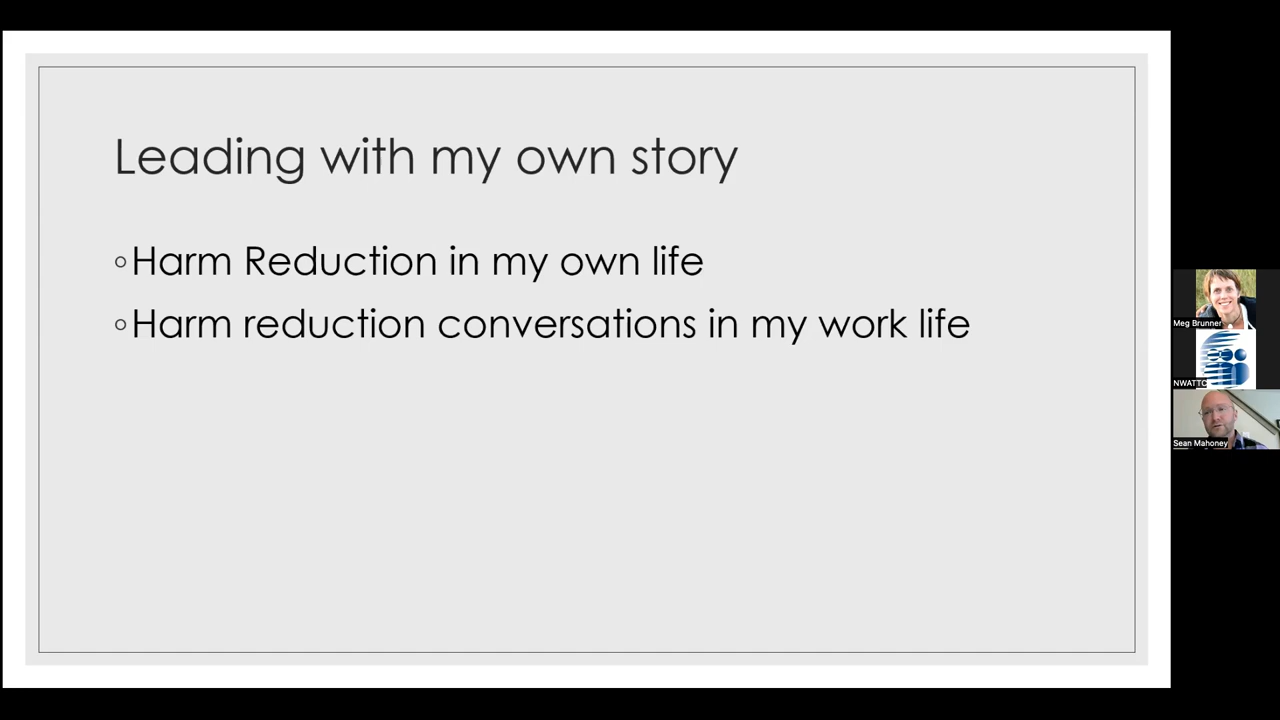 Leading with my own story
◦Harm Reduction in my own life
◦Harm reduction conversations in my work life
Meg Brunner
NWATTC
Sean Mahoney